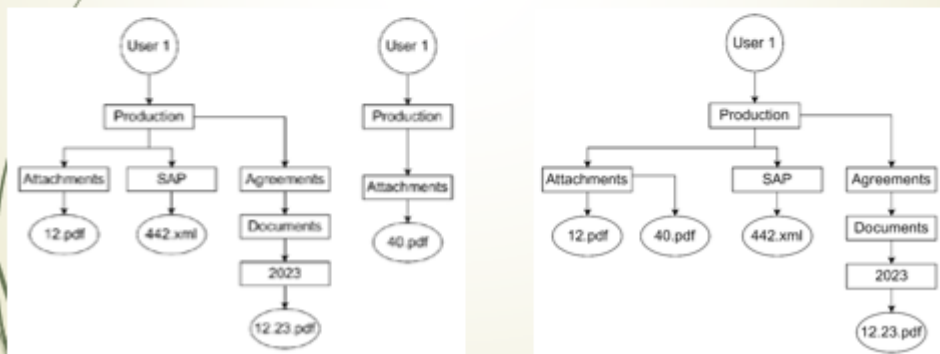 User 1
Production
Attachments
SAP
Agreements
12.pdf
442.xml
Documents
2023
12.23.pdf
User 1
Production
Attachments
40.pdf
User 1
Production
Attachments
SAP
Agreements
12.pdf
40.pdf
442.xml
Documents
2023
12.23.pdf